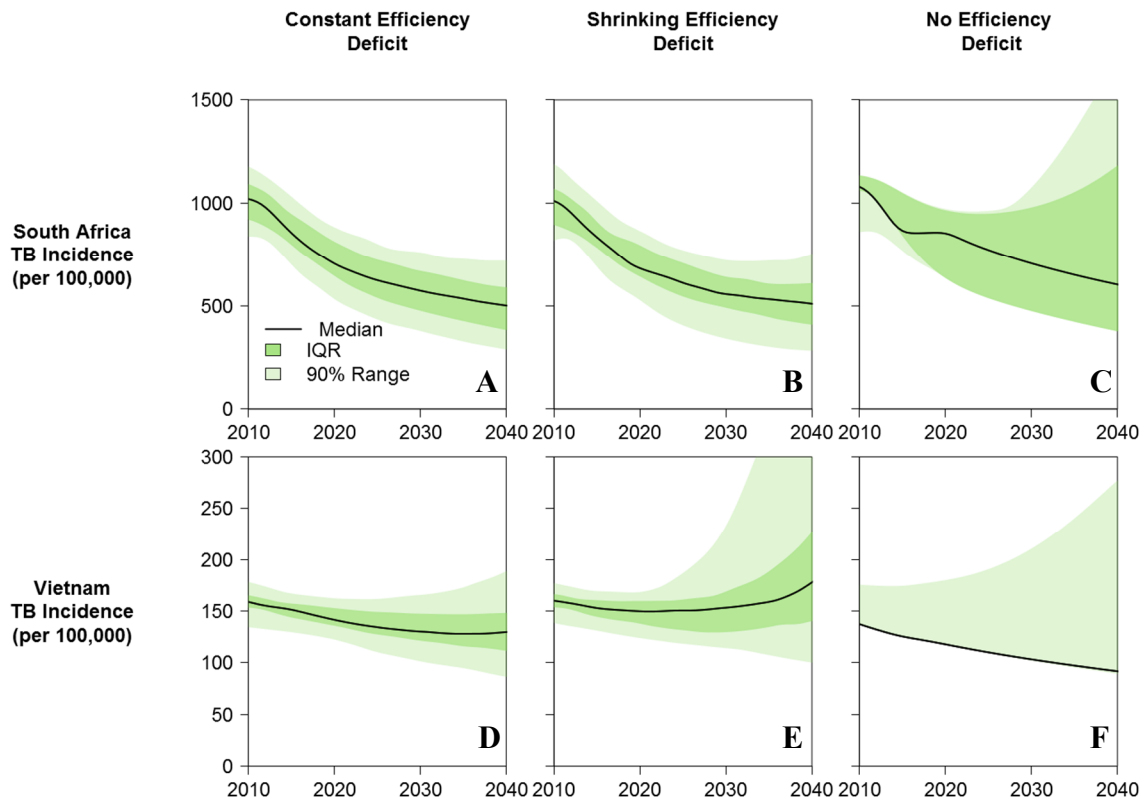 Constant Efficiency
Deficit
Shrinking Efficiency
Deficit
No Efficiency
Deficit
South Africa
TB Incidence
(per 100,000)
1500
1000
500
0
Median
IQR
90% Range
A
B
C
2010
2020
2030
2040
2010
2020
2030
2040
2010
2020
2030
2040
Vietnam
TB Incidence
(per 100,000)
300
250
200
150
100
50
0
D
E
F
2010
2020
2030
2040
2010
2020
2030
2040
2010
2020
2030
2040